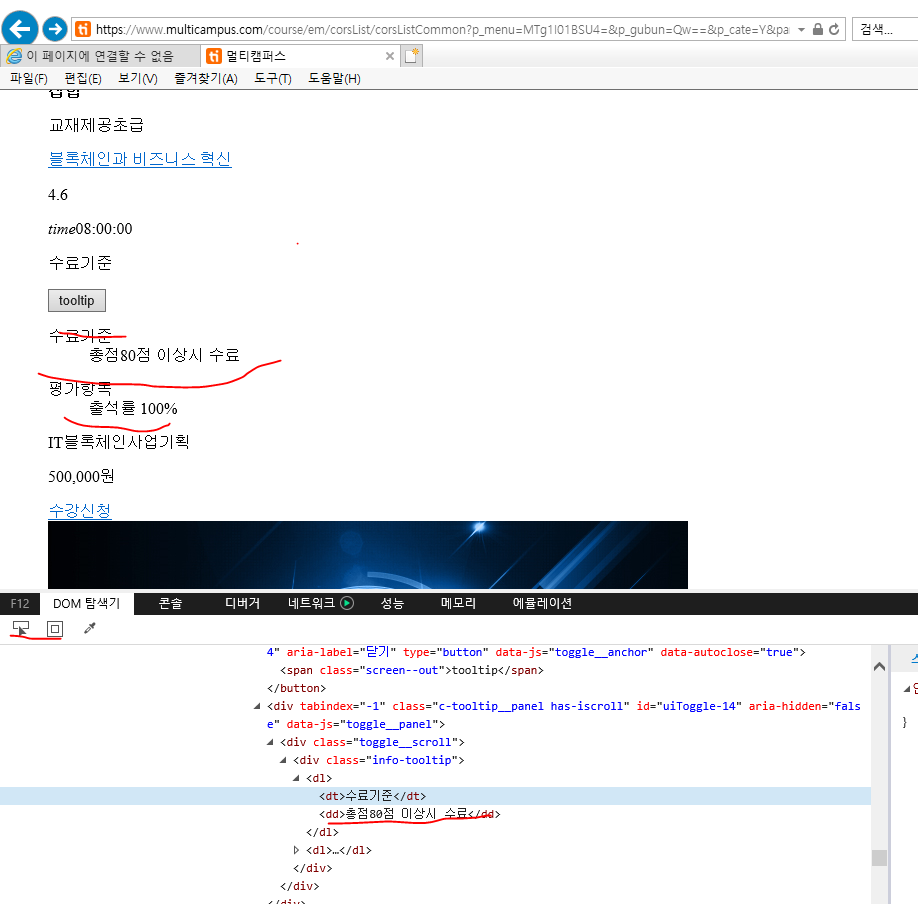 https://www.multicampus.com/course/em/corsList/corsListCommon?p_menu=MTg1I01BSU4=&p_gubun=Qw==&p_cate=Y&pa
검색...
이 페이지에 연결할 수 없음
멀티캠퍼스
파일(F) 편집(E) 보기(V) 즐겨찾기(A) 도구(T) 도움말(H)
교재제공초급
블록체인과 비즈니스 혁신
4.6
time08:00:00
수료기준
tooltip
수료기준
총점80점 이상시 수료
평가항목
출석률 100%
IT블록체인사업기획
500,000원
수강신청
F12 DOM 탐색기 콘솔 디버거 네트워크 성능 메모리 에뮬레이션
4" aria-label="닫기" type="button" data-js="toggle__anchor" data-autoclose="true">
<span class="screen--out">tooltip</span>
</button>
<div tabindex="-1" class="c-tooltip__panel has-iscroll" id="uiToggle-14" aria-hidden="fals
e" data-js="toggle__panel">
<div class="toggle__scroll">
<div class="info-tooltip">
<dl>
<dt>수료기준</dt>
<dd>총점80점 이상시 수료</dd>
</dl>
<dl>…</dl>
</div>
</div>
}